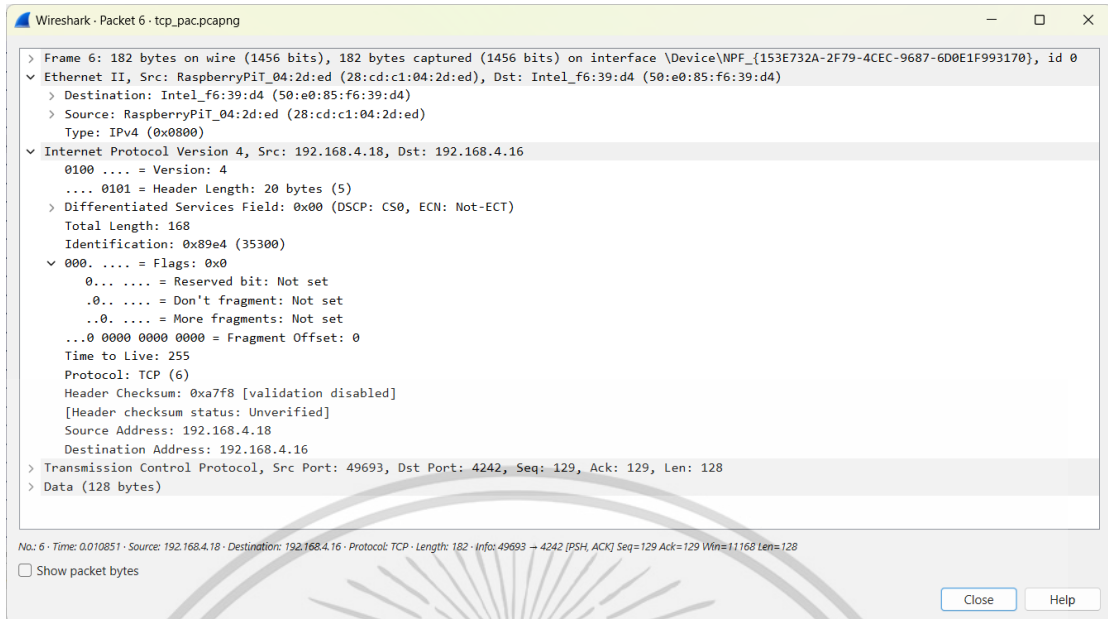 Wireshark · Packet 6 · tcp_pac.pcapng
Frame 6: 182 bytes on wire (1456 bits), 182 bytes captured (1456 bits) on interface \Device\NPF_{153E732A-2F79-4CEC-9687-6D0E1F993170}, id 0
Ethernet II, Src: RaspberryPiT_04:2d:ed (28:cd:c1:04:2d:ed), Dst: Intel_f6:39:d4 (50:e0:85:f6:39:d4)
Destination: Intel_f6:39:d4 (50:e0:85:f6:39:d4)
Source: RaspberryPiT_04:2d:ed (28:cd:c1:04:2d:ed)
Type: IPv4 (0x0800)
Internet Protocol Version 4, Src: 192.168.4.18, Dst: 192.168.4.16
0100 .... = Version: 4
.... 0101 = Header Length: 20 bytes (5)
Differentiated Services Field: 0x00 (DSCP: CS0, ECN: Not-ECT)
Total Length: 168
Identification: 0x89e4 (35300)
000. .... = Flags: 0x0
0... .... = Reserved bit: Not set
.0.. .... = Don't fragment: Not set
..0. .... = More fragments: Not set
...0 0000 0000 0000 = Fragment Offset: 0
Time to Live: 255
Protocol: TCP (6)
Header Checksum: 0xa7f8 [validation disabled]
[Header checksum status: Unverified]
Source Address: 192.168.4.18
Destination Address: 192.168.4.16
Transmission Control Protocol, Src Port: 49693, Dst Port: 4242, Seq: 129, Ack: 129, Len: 128
Data (128 bytes)
No.: 6 · Time: 0.010851 · Source: 192.168.4.18 · Destination: 192.168.4.16 · Protocol: TCP · Length: 182 · Info: 49693 → 4242 [PSH, ACK] Seq=129 Ack=129 Win=11168 Len=128
Show packet bytes
Close Help